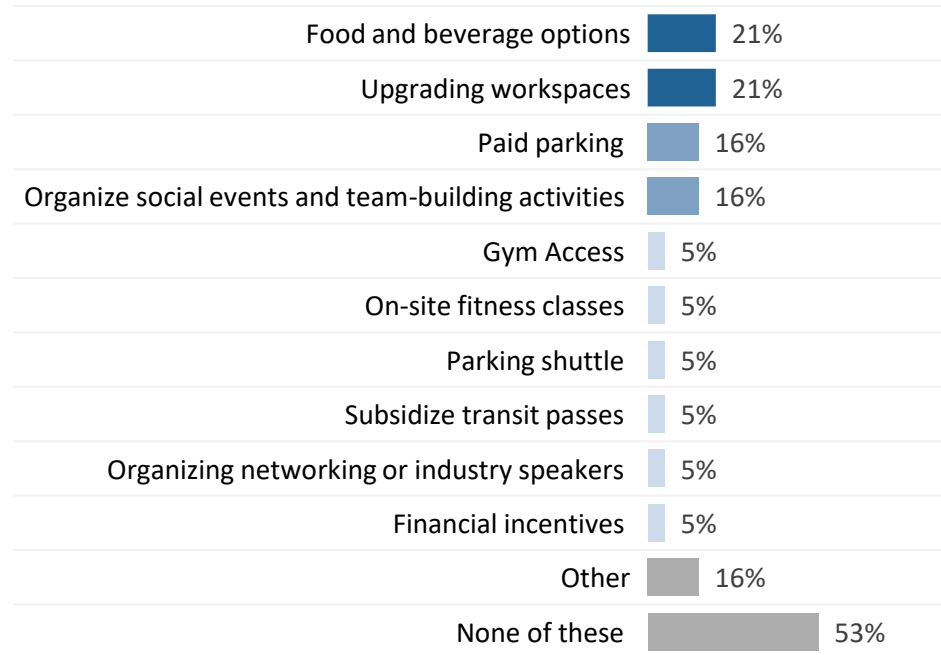 Food and beverage options 21%
Upgrading workspaces 21%
Paid parking 16%
Organize social events and team-building activities 16%
Gym Access 5%
On-site fitness classes 5%
Parking shuttle 5%
Subsidize transit passes 5%
Organizing networking or industry speakers 5%
Financial incentives 5%
Other 16%
None of these 53%